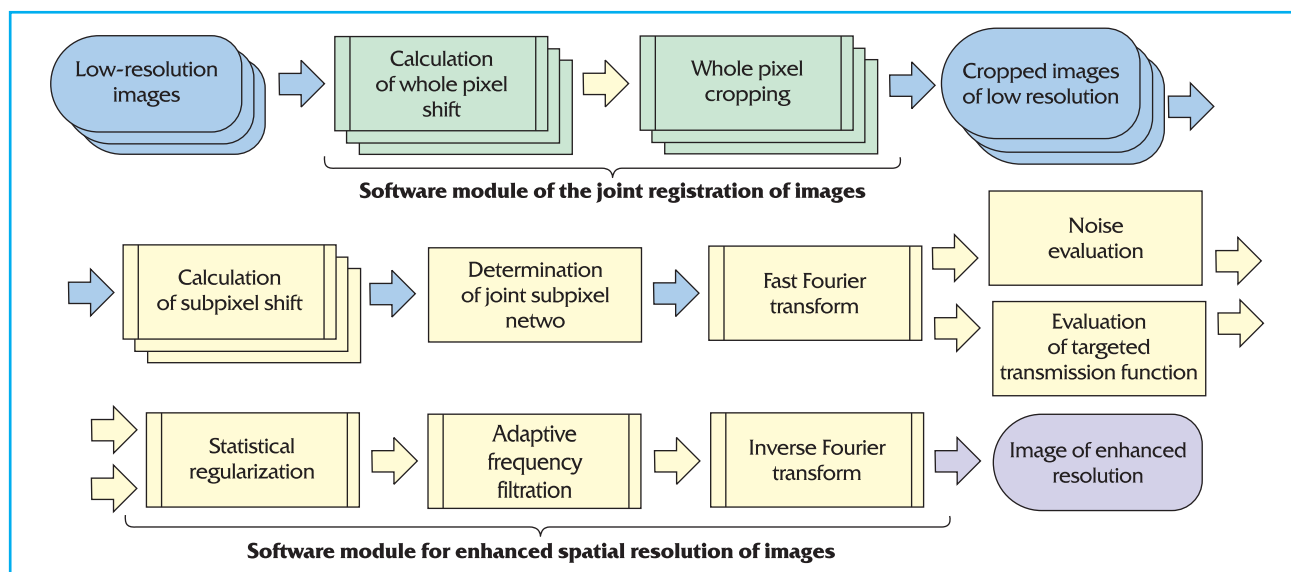 Low-resolution
images
Calculation
of whole pixel
shift
Whole pixel
cropping
Cropped images
of low resolution
Software module of the joint registration of images
Calculation
of subpixel shift
Determination
of joint subpixel
netwo
Fast Fourier
transform
Noise
evaluation
Evaluation
of targeted
transmission function
Statistical
regularization
Adaptive
frequency
filtration
Inverse Fourier
transform
Image of enhanced
resolution
Software module for enhanced spatial resolution of images